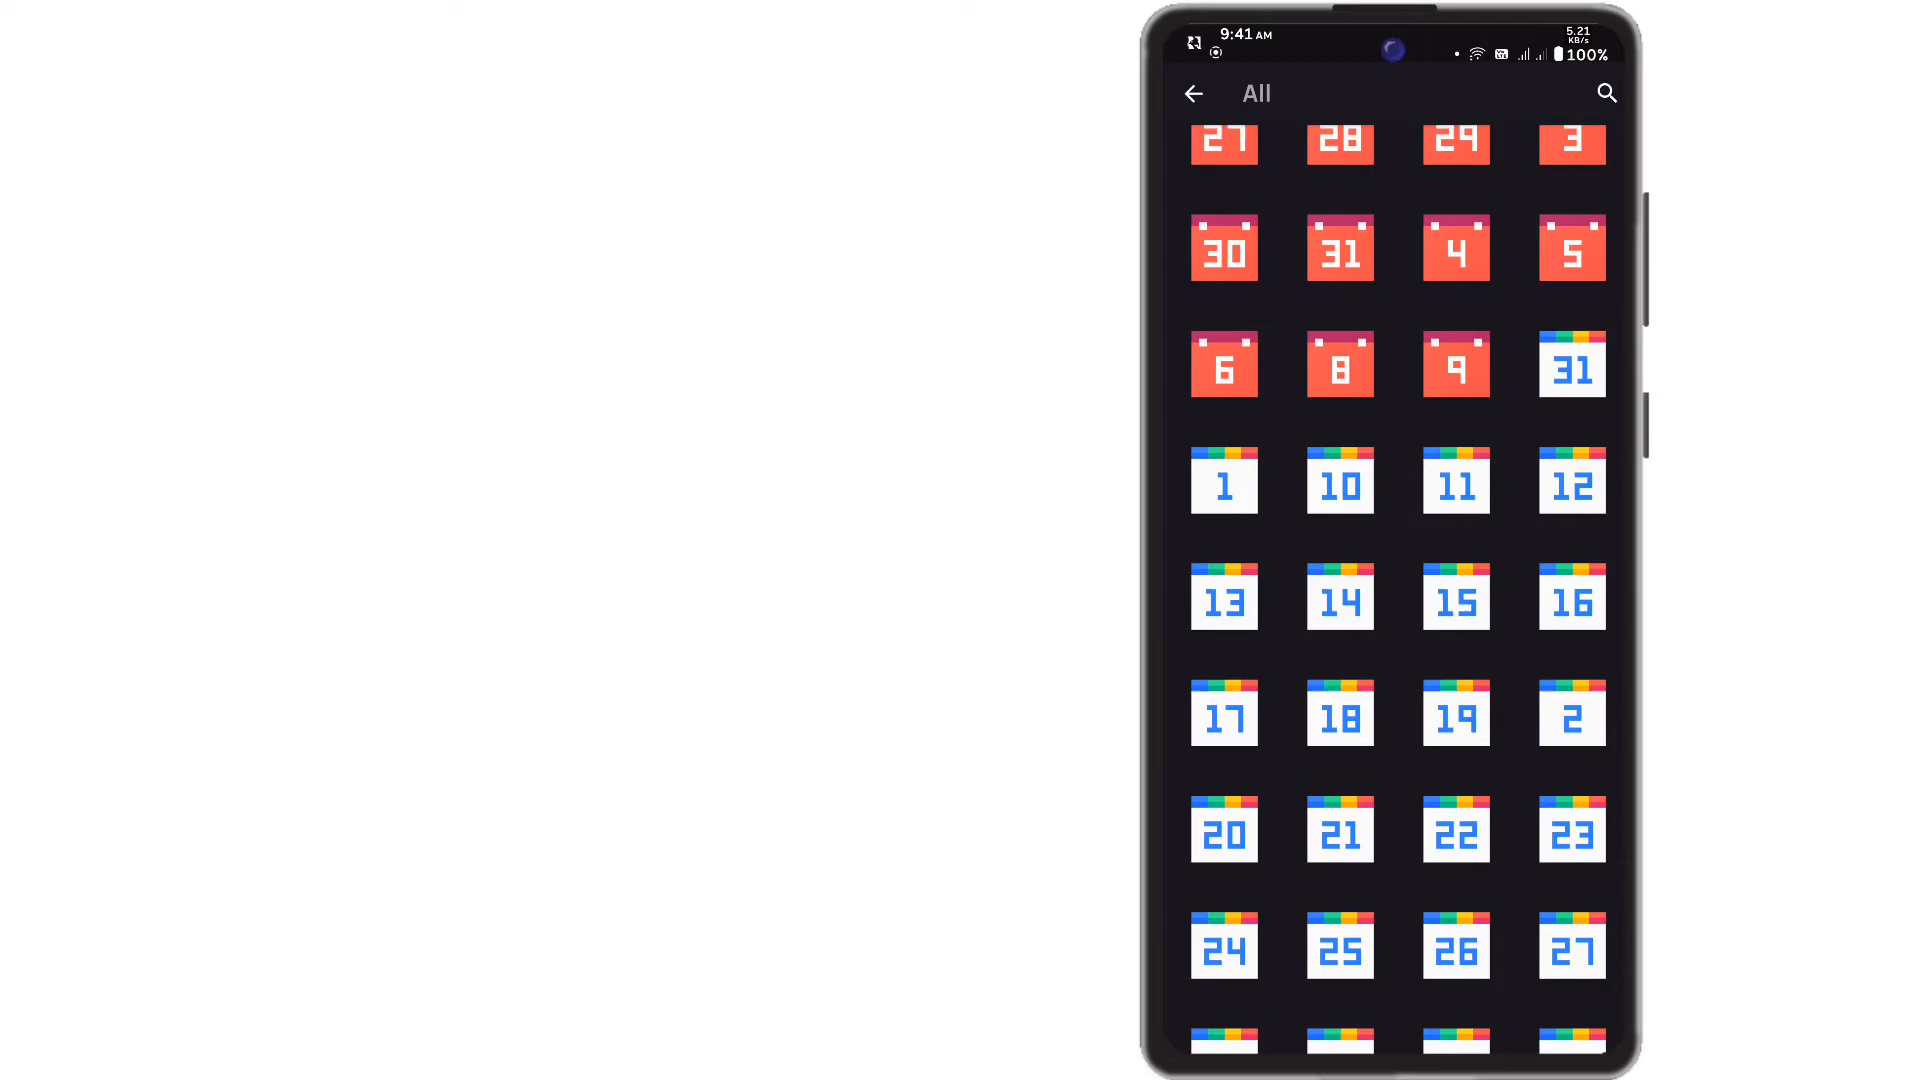 9:41 AM
5.21
KB/s
100%
All
27 28 29 3
30 31 4 5
6 8 9 31
1 10 11 12
13 14 15 16
17 18 19 2
20 21 22 23
24 25 26 27